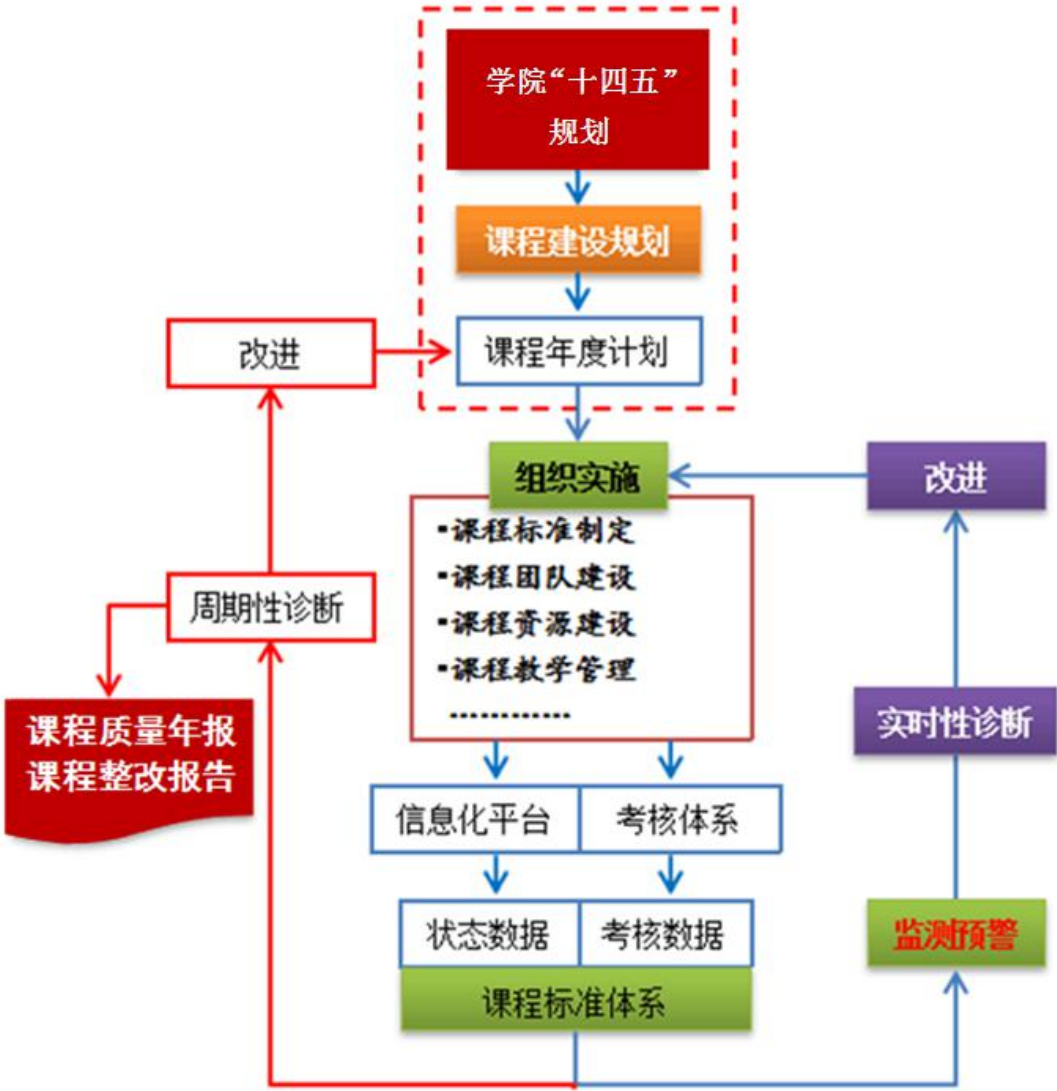 学院“十四五”
规划
课程建设规划
改进
课程年度计划
组织实施
改进
▪课程标准制定
▪课程团队建设
▪课程资源建设
▪课程教学管理
…………
周期性诊断
课程质量年报
课程整改报告
实时性诊断
信息化平台
考核体系
状态数据
考核数据
监测预警
课程标准体系